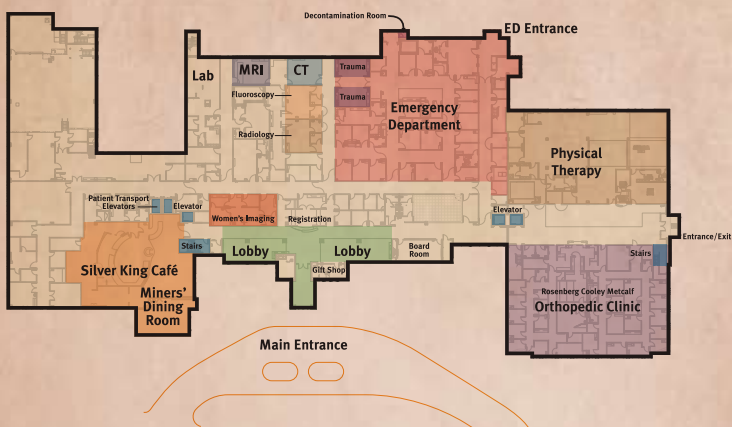 Decontamination Room
ED Entrance
Lab
MRI
CT
Trauma
Fluoroscopy
Trauma
Emergency
Department
Radiology
Physical
Therapy
Patient Transport
Elevators
Elevator
Women's Imaging
Registration
Elevator
Entrance/Exit
Stairs
Lobby
Lobby
Board
Room
Stairs
Silver King Café
Gift Shop
Miners'
Dining
Room
Rosenberg Cooley Metcalf
Orthopedic Clinic
Main Entrance